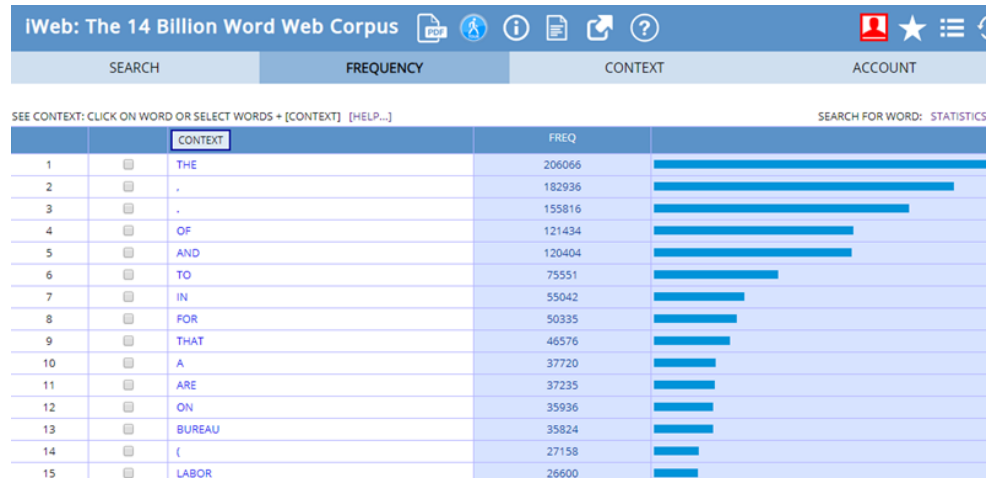 iWeb: The 14 Billion Word Web Corpus PDF i ?
SEARCH FREQUENCY CONTEXT ACCOUNT
SEE CONTEXT: CLICK ON WORD OR SELECT WORDS + [CONTEXT] [HELP...] SEARCH FOR WORD: STATISTICS
CONTEXT FREQ
1 THE 206066
2 , 182936
3 . 155816
4 OF 121434
5 AND 120404
6 TO 75551
7 IN 55042
8 FOR 50335
9 THAT 46576
10 A 37720
11 ARE 37235
12 ON 35936
13 BUREAU 35824
14 ( 27158
15 LABOR 26600